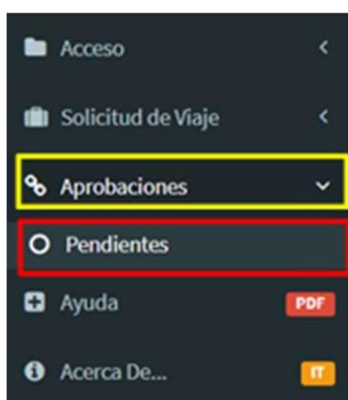 Acceso
Solicitud de Viaje
Aprobaciones
Pendientes
Ayuda PDF
Acerca De... IT